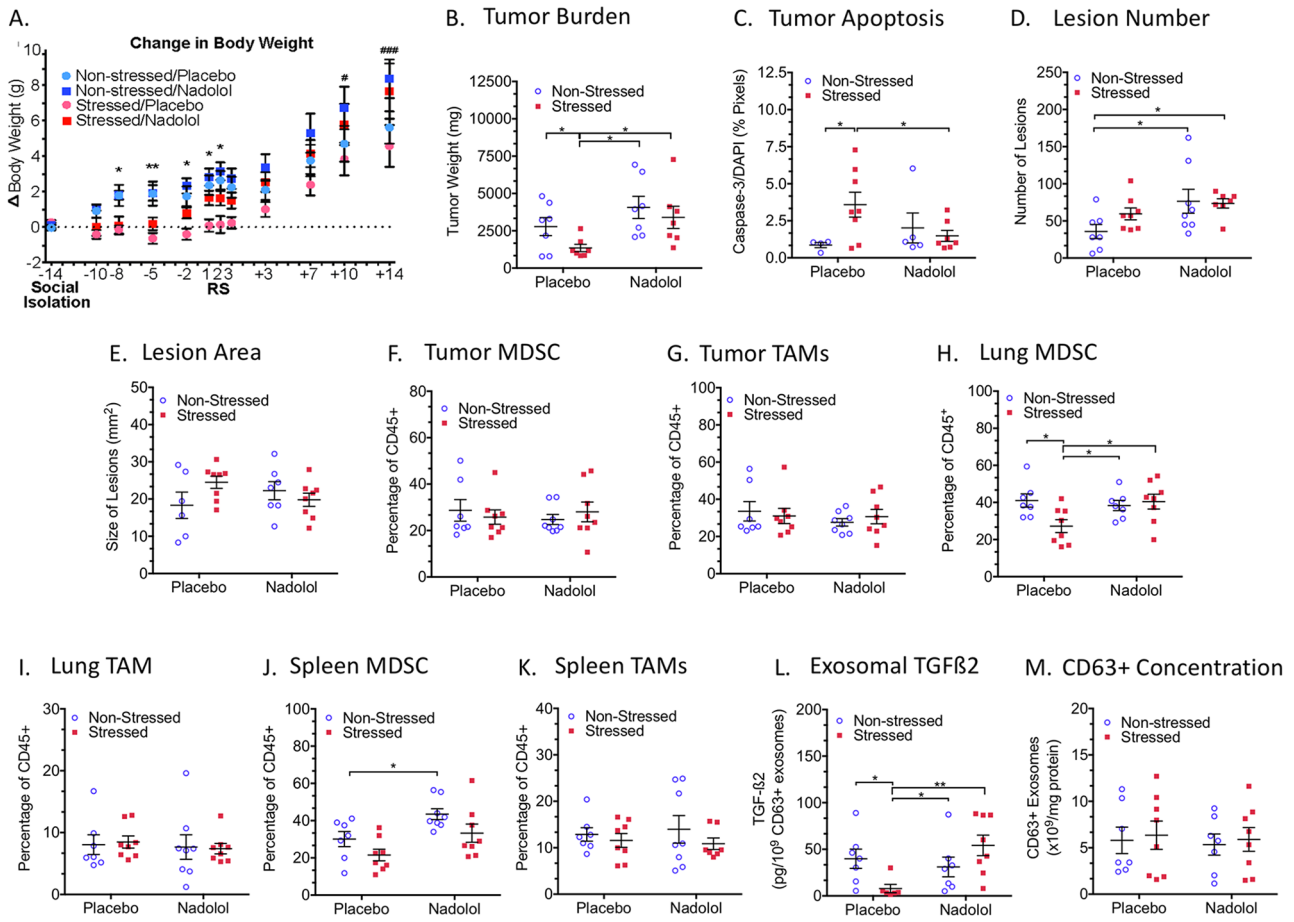 A.
Change in Body Weight
Δ Body Weight (g)
10
8
6
4
2
0
-2
Non-stressed/Placebo
Non-stressed/Nadolol
Stressed/Placebo
Stressed/Nadolol
* ** * * * # ###
-14 -10 -8 -5 -2 1 2 3 +3 +7 +10 +14
Social
Isolation
RS
B. Tumor Burden
Tumor Weight (mg)
12500
10000
7500
5000
2500
0
Non-Stressed
Stressed
* * *
Placebo Nadolol
C. Tumor Apoptosis
Caspase-3/DAPI (% Pixels)
12.5
10.0
7.5
5.0
2.5
0.0
Non-Stressed
Stressed
* *
Placebo Nadolol
D. Lesion Number
Number of Lesions
250
200
150
100
50
0
Non-Stressed
Stressed
*
*
Placebo Nadolol
E. Lesion Area
Size of Lesions (mm²)
50
40
30
20
10
0
Non-Stressed
Stressed
Placebo Nadolol
F. Tumor MDSC
Percentage of CD45+
80
60
40
20
0
Non-Stressed
Stressed
Placebo Nadolol
G. Tumor TAMs
Percentage of CD45+
100
80
60
40
20
0
Non-Stressed
Stressed
Placebo Nadolol
H. Lung MDSC
Percentage of CD45⁺
100
80
60
40
20
0
Non-Stressed
Stressed
* *
*
Placebo Nadolol
I. Lung TAM
Percentage of CD45+
30
20
10
0
Non-Stressed
Stressed
Placebo Nadolol
J. Spleen MDSC
Percentage of CD45+
100
80
60
40
20
0
Non-Stressed
Stressed
*
Placebo Nadolol
K. Spleen TAMs
Percentage of CD45+
40
30
20
10
0
Non-Stressed
Stressed
Placebo Nadolol
L. Exosomal TGFß2
TGF-ß2
(pg/10⁹ CD63+ exosomes)
200
150
100
50
0
Non-stressed
Stressed
* **
*
Placebo Nadolol
M. CD63+ Concentration
CD63+ Exosomes
(x10⁹/mg protein)
20
15
10
5
0
Non-stressed
Stressed
Placebo Nadolol